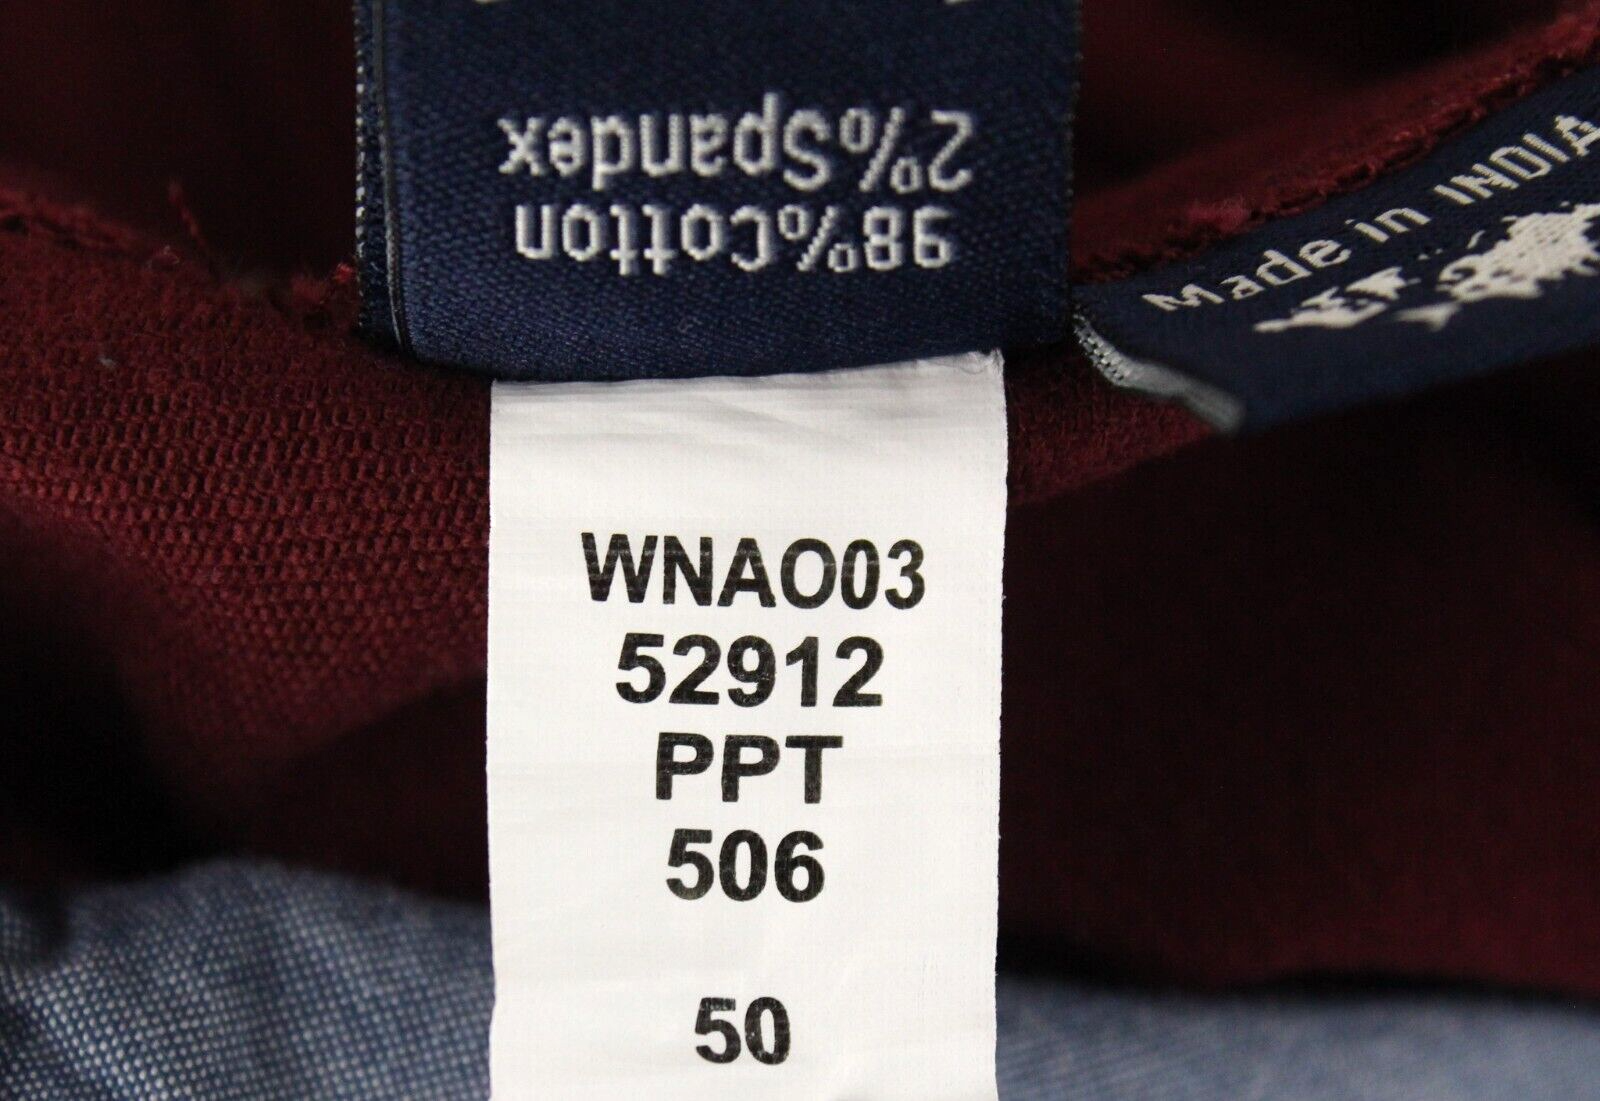 98%Cotton
2%Spandex
Made in INDIA
WNAO03
52912
PPT
506
50